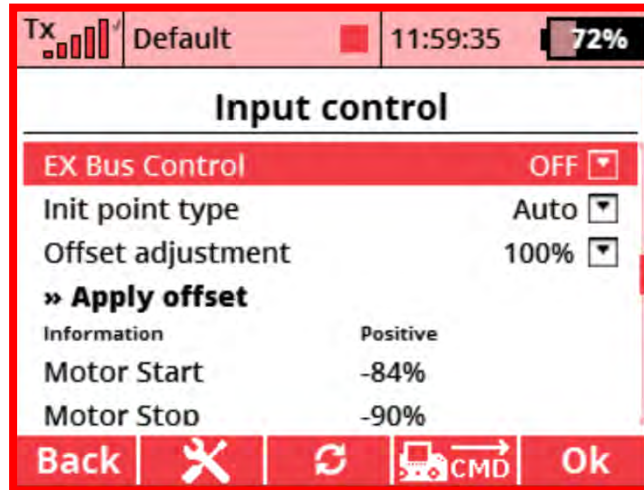 Tx Default 11:59:35 72%
Input control
EX Bus Control OFF
Init point type Auto
Offset adjustment 100%
» Apply offset
Information Positive
Motor Start -84%
Motor Stop -90%
Back CMD Ok